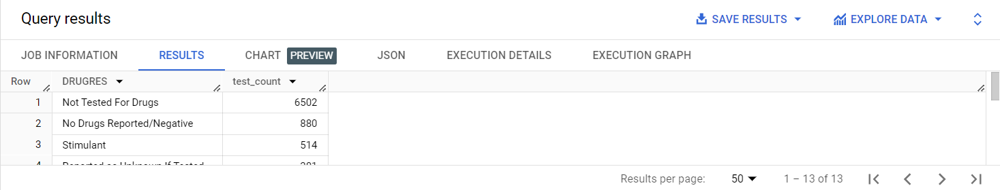 Query results
SAVE RESULTS
EXPLORE DATA
JOB INFORMATION RESULTS CHART PREVIEW JSON EXECUTION DETAILS EXECUTION GRAPH
Row DRUGRES test_count
1 Not Tested For Drugs 6502
2 No Drugs Reported/Negative 880
3 Stimulant 514
4 Reported as Unknown If Tested
Results per page: 50 1 – 13 of 13